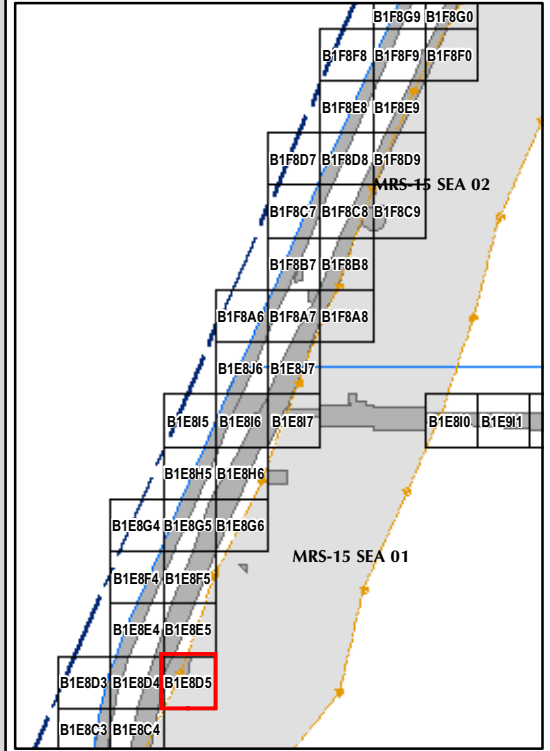 B1F8G9 B1F8G0
B1F8F8 B1F8F9 B1F8F0
B1F8E8 B1F8E9
B1F8D7 B1F8D8 B1F8D9
MRS-15 SEA 02
B1F8C7 B1F8C8 B1F8C9
B1F8B7 B1F8B8
B1F8A6 B1F8A7 B1F8A8
B1E8J6 B1E8J7
B1E8I5 B1E8I6 B1E8I7 B1E8I0 B1E9I1
B1E8H5 B1E8H6
B1E8G4 B1E8G5 B1E8G6
MRS-15 SEA 01
B1E8F4 B1E8F5
B1E8E4 B1E8E5
B1E8D3 B1E8D4 B1E8D5
B1E8C3 B1E8C4